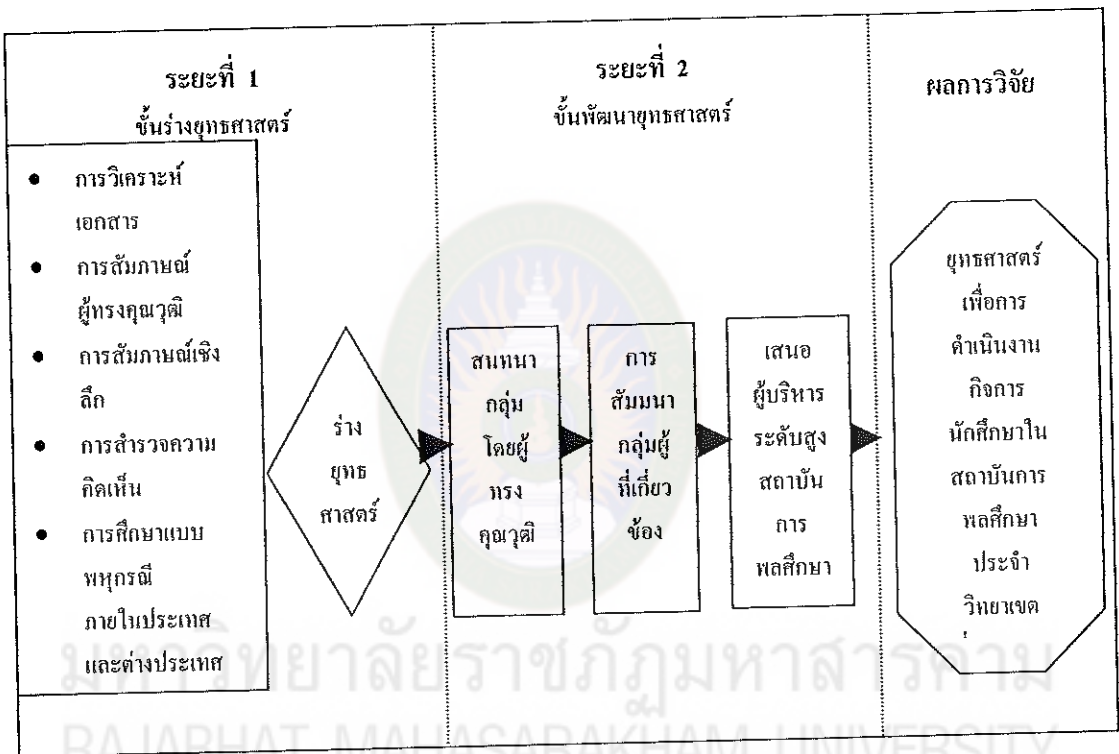 ระยะที่ 1
ขั้นร่างยุทธศาสตร์
• การวิเคราะห์
เอกสาร
• การสัมภาษณ์
ผู้ทรงคุณวุฒิ
• การสัมภาษณ์เชิง
ลึก
• การสำรวจความ
คิดเห็น
• การศึกษาแบบ
พหุกรณี
ภายในประเทศ
และต่างประเทศ
ร่าง
ยุทธ
ศาสตร์
ระยะที่ 2
ขั้นพัฒนายุทธศาสตร์
สนทนา
กลุ่ม
โดยผู้
ทรง
คุณวุฒิ
การ
สัมมนา
กลุ่มผู้
ที่เกี่ยว
ข้อง
เสนอ
ผู้บริหาร
ระดับสูง
สถาบัน
การ
พลศึกษา
ผลการวิจัย
ยุทธศาสตร์
เพื่อการ
ดำเนินงาน
กิจการ
นักศึกษาใน
สถาบันการ
พลศึกษา
ประจำ
วิทยาเขต
มหาวิทยาลัยราชภัฏมหาสารคาม
RAJABHAT MAHASARAKHAM UNIVERSITY